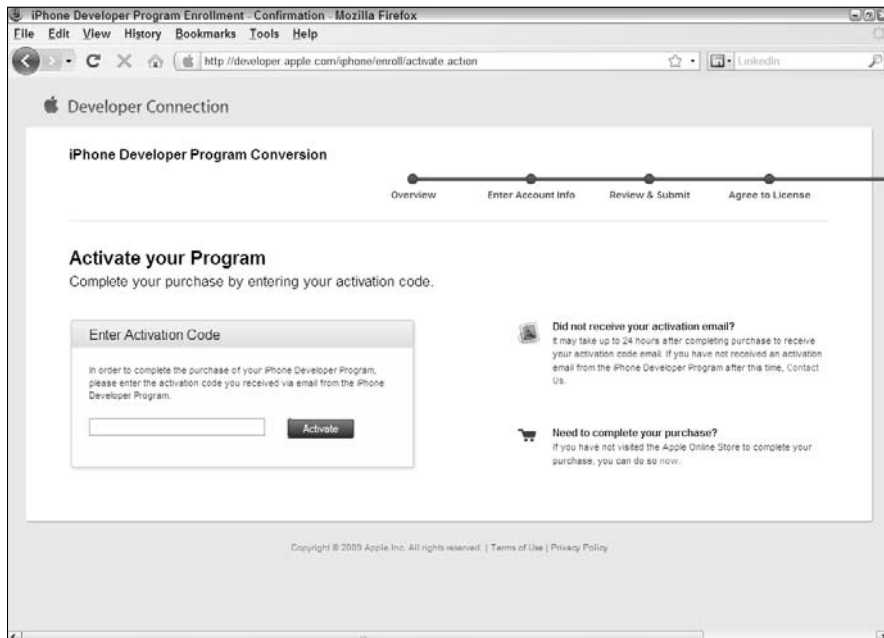 iPhone Developer Program Enrollment - Confirmation - Mozilla Firefox
File Edit View History Bookmarks Tools Help
http://developer.apple.com/iphone/enroll/activate.action
LinkedIn
Developer Connection
iPhone Developer Program Conversion
Overview Enter Account Info Review & Submit Agree to License
Activate your Program
Complete your purchase by entering your activation code.
Enter Activation Code
In order to complete the purchase of your iPhone Developer Program,
please enter the activation code you received via email from the iPhone
Developer Program.
Activate
Did not receive your activation email?
It may take up to 24 hours after completing purchase to receive
your activation code email. If you have not received an activation
email from the iPhone Developer Program after this time, Contact
Us.
Need to complete your purchase?
If you have not visited the Apple Online Store to complete your
purchase, you can do so now.
Copyright © 2009 Apple Inc. All rights reserved. | Terms of Use | Privacy Policy